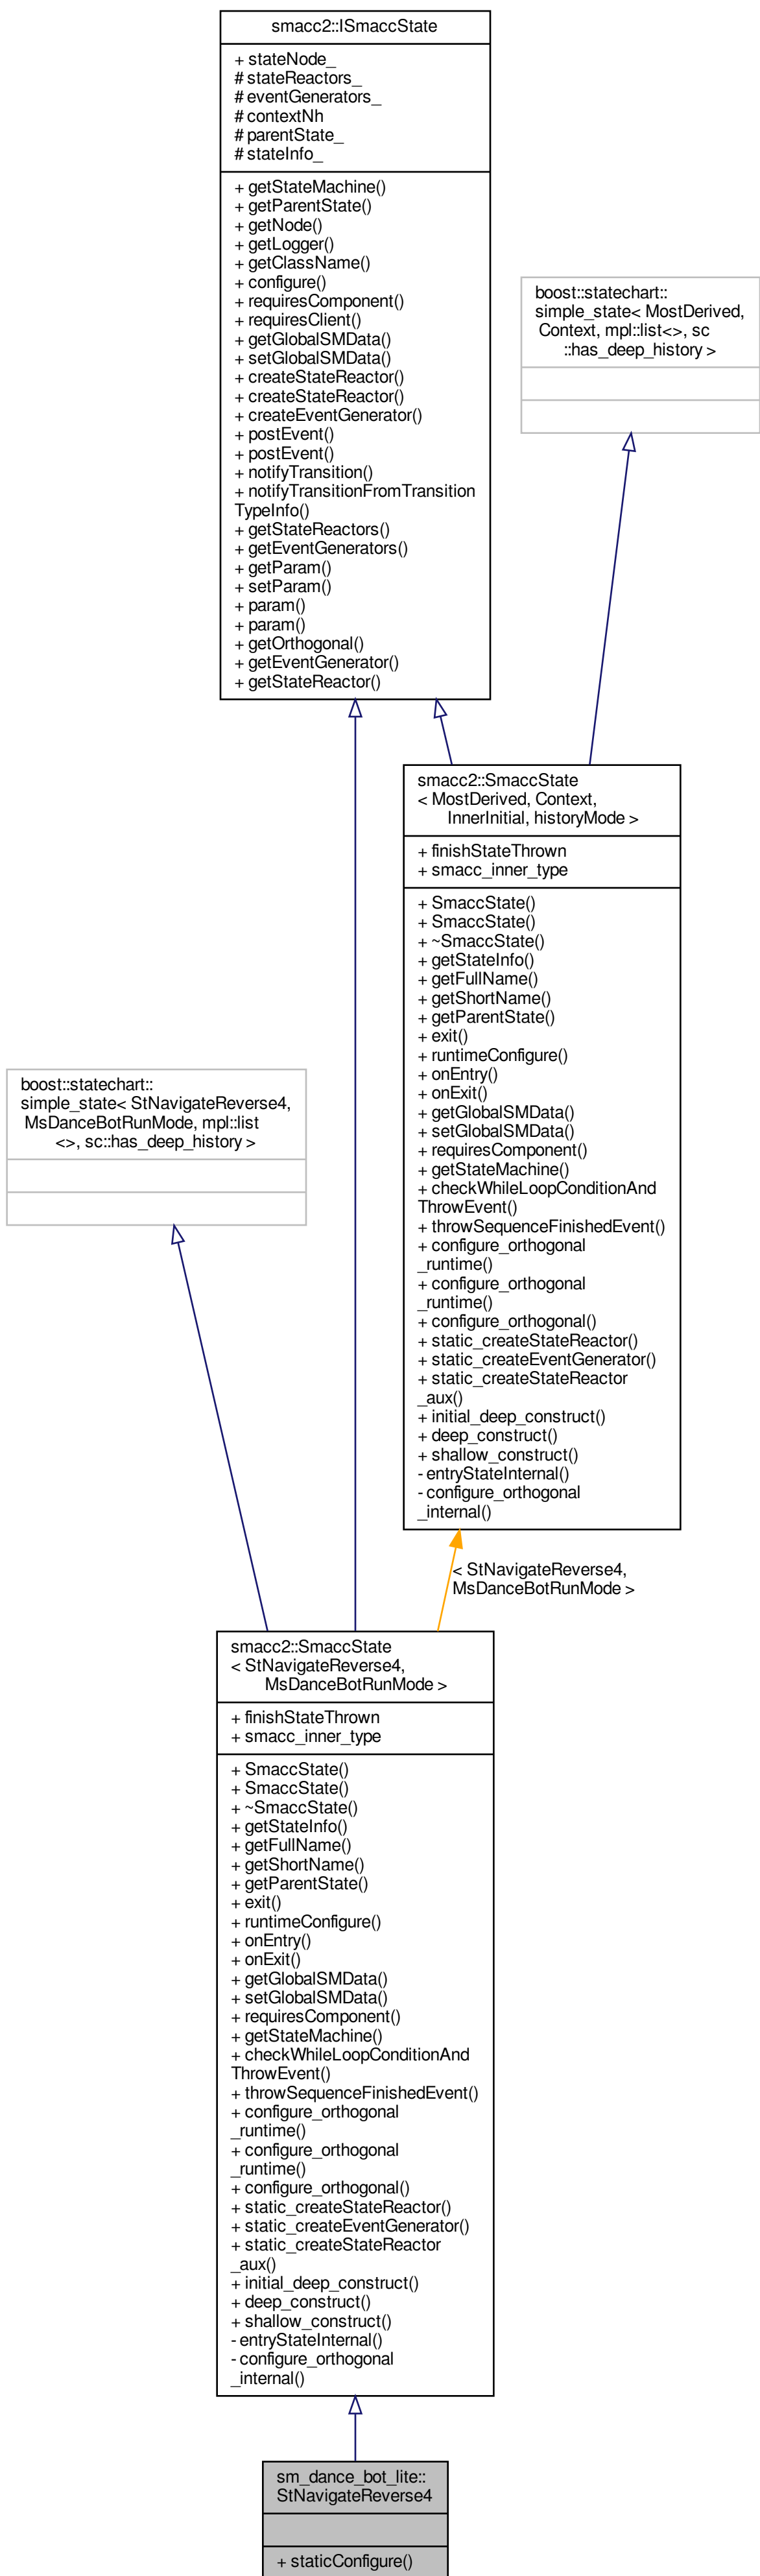 smacc2::ISmaccState
+ stateNode_
# stateReactors_
# eventGenerators_
# contextNh
# parentState_
# stateInfo_
+ getStateMachine()
+ getParentState()
+ getNode()
+ getLogger()
+ getClassName()
+ configure()
+ requiresComponent()
+ requiresClient()
+ getGlobalSMData()
+ setGlobalSMData()
+ createStateReactor()
+ createStateReactor()
+ createEventGenerator()
+ postEvent()
+ postEvent()
+ notifyTransition()
+ notifyTransitionFromTransition
TypeInfo()
+ getStateReactors()
+ getEventGenerators()
+ getParam()
+ setParam()
+ param()
+ param()
+ getOrthogonal()
+ getEventGenerator()
+ getStateReactor()
boost::statechart::
simple_state< MostDerived,
Context, mpl::list<>, sc
::has_deep_history >
smacc2::SmaccState
< MostDerived, Context,
InnerInitial, historyMode >
+ finishStateThrown
+ smacc_inner_type
+ SmaccState()
+ SmaccState()
+ ~SmaccState()
+ getStateInfo()
+ getFullName()
+ getShortName()
+ getParentState()
+ exit()
+ runtimeConfigure()
+ onEntry()
+ onExit()
+ getGlobalSMData()
+ setGlobalSMData()
+ requiresComponent()
+ getStateMachine()
+ checkWhileLoopConditionAnd
ThrowEvent()
+ throwSequenceFinishedEvent()
+ configure_orthogonal
_runtime()
+ configure_orthogonal
_runtime()
+ configure_orthogonal()
+ static_createStateReactor()
+ static_createEventGenerator()
+ static_createStateReactor
_aux()
+ initial_deep_construct()
+ deep_construct()
+ shallow_construct()
- entryStateInternal()
- configure_orthogonal
_internal()
boost::statechart::
simple_state< StNavigateReverse4,
MsDanceBotRunMode, mpl::list
<>, sc::has_deep_history >
< StNavigateReverse4,
MsDanceBotRunMode >
smacc2::SmaccState
< StNavigateReverse4,
MsDanceBotRunMode >
+ finishStateThrown
+ smacc_inner_type
+ SmaccState()
+ SmaccState()
+ ~SmaccState()
+ getStateInfo()
+ getFullName()
+ getShortName()
+ getParentState()
+ exit()
+ runtimeConfigure()
+ onEntry()
+ onExit()
+ getGlobalSMData()
+ setGlobalSMData()
+ requiresComponent()
+ getStateMachine()
+ checkWhileLoopConditionAnd
ThrowEvent()
+ throwSequenceFinishedEvent()
+ configure_orthogonal
_runtime()
+ configure_orthogonal
_runtime()
+ configure_orthogonal()
+ static_createStateReactor()
+ static_createEventGenerator()
+ static_createStateReactor
_aux()
+ initial_deep_construct()
+ deep_construct()
+ shallow_construct()
- entryStateInternal()
- configure_orthogonal
_internal()
sm_dance_bot_lite::
StNavigateReverse4
+ staticConfigure()